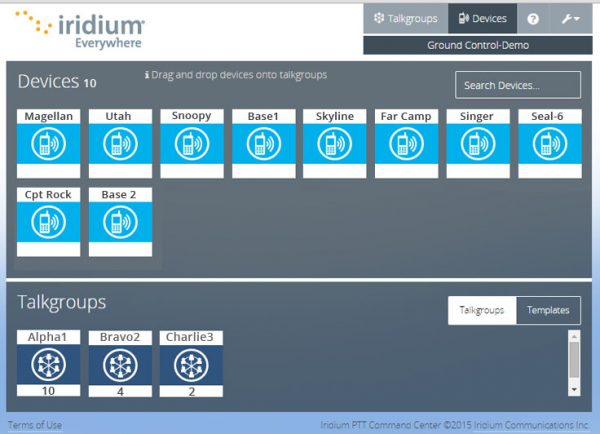 iridium
Everywhere
Talkgroups
Devices
?
Ground Control-Demo
Devices 10
i Drag and drop devices onto talkgroups
Search Devices...
Magellan
Utah
Snoopy
Base1
Skyline
Far Camp
Singer
Seal-6
Cpt Rock
Base 2
Talkgroups
Talkgroups
Templates
Alpha1
Bravo2
Charlie3
10
4
2
Terms of Use
Iridium PTT Command Center ©2015 Iridium Communications Inc.